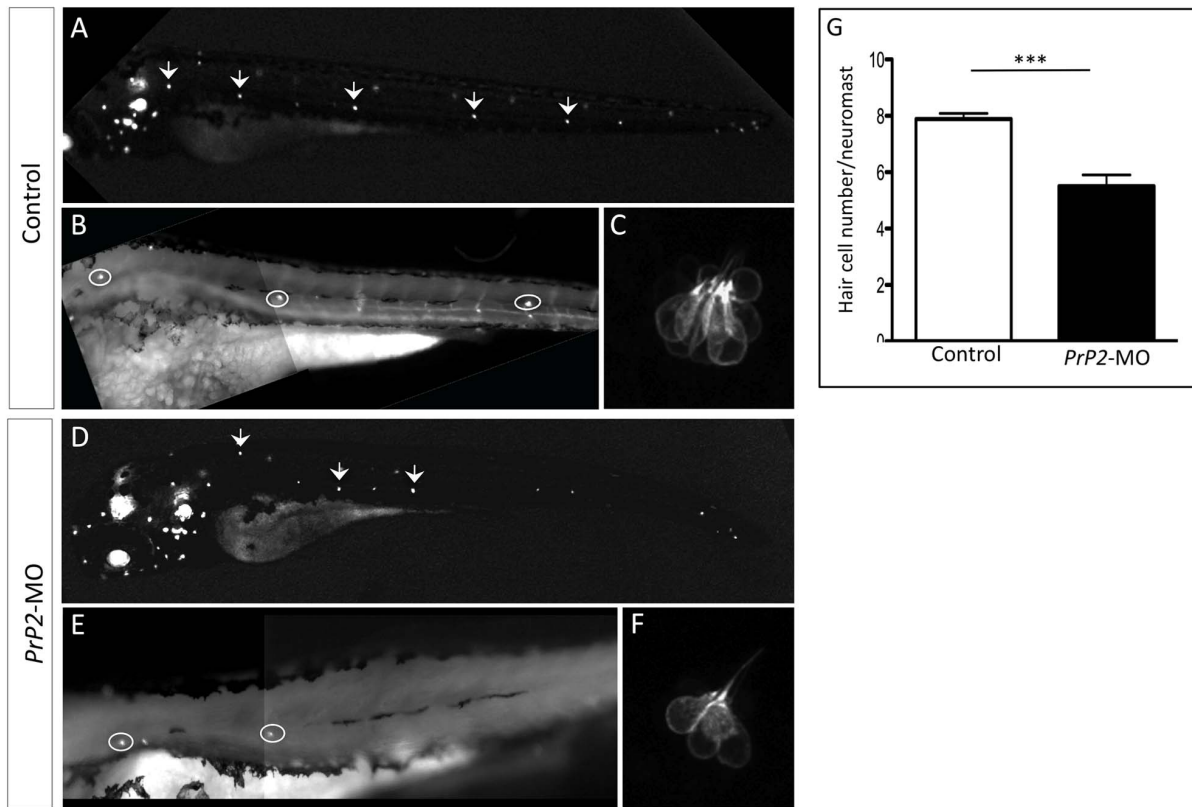 Control
A
B
C
PrP2-MO
D
E
F
G
***
Hair cell number/neuromast
10
8
6
4
2
0
Control
PrP2-MO